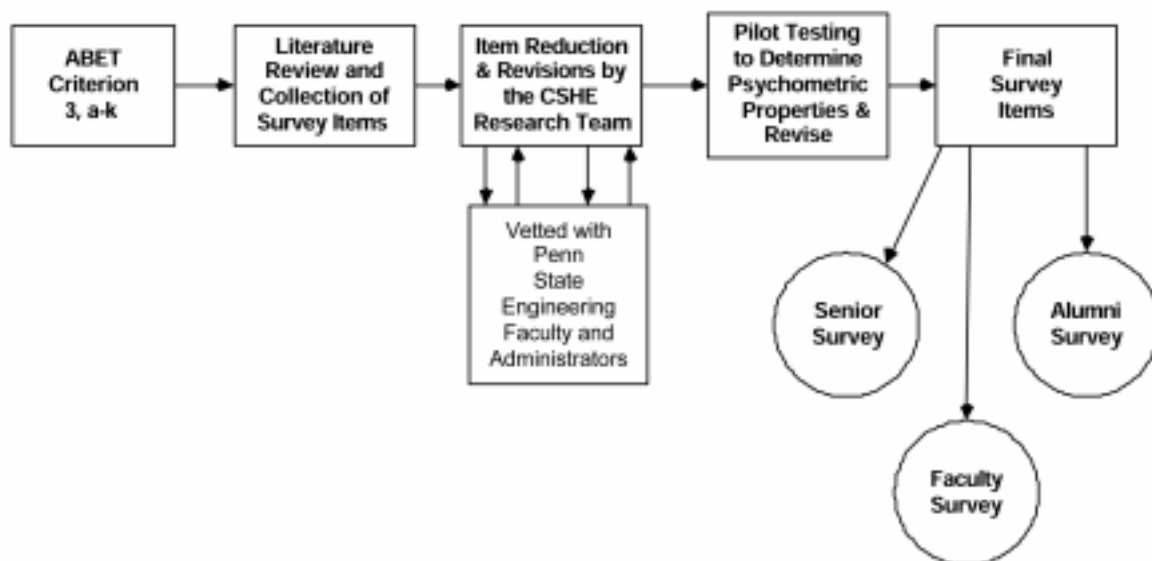 ABET
Criterion
3, a-k
Literature
Review and
Collection of
Survey Items
Item Reduction
& Revisions by
the CSHE
Research Team
Pilot Testing
to Determine
Psychometric
Properties &
Revise
Final
Survey
Items
Vetted with
Penn
State
Engineering
Faculty and
Administrators
Senior
Survey
Alumni
Survey
Faculty
Survey